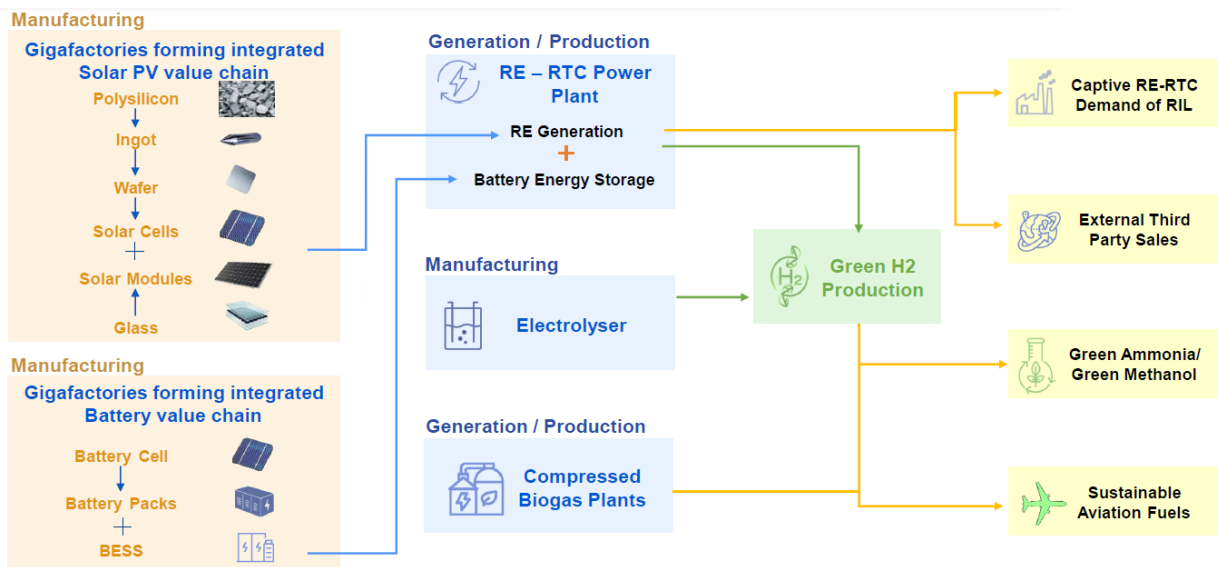 Manufacturing
Gigafactories forming integrated
Solar PV value chain
Polysilicon
Ingot
Wafer
Solar Cells
+
Solar Modules
Glass
Manufacturing
Gigafactories forming integrated
Battery value chain
Battery Cell
Battery Packs
+
BESS
Generation / Production
RE – RTC Power
Plant
RE Generation
+
Battery Energy Storage
Manufacturing
Electrolyser
Generation / Production
Compressed
Biogas Plants
H2
Green H2
Production
Captive RE-RTC
Demand of RIL
External Third
Party Sales
Green Ammonia/
Green Methanol
Sustainable
Aviation Fuels